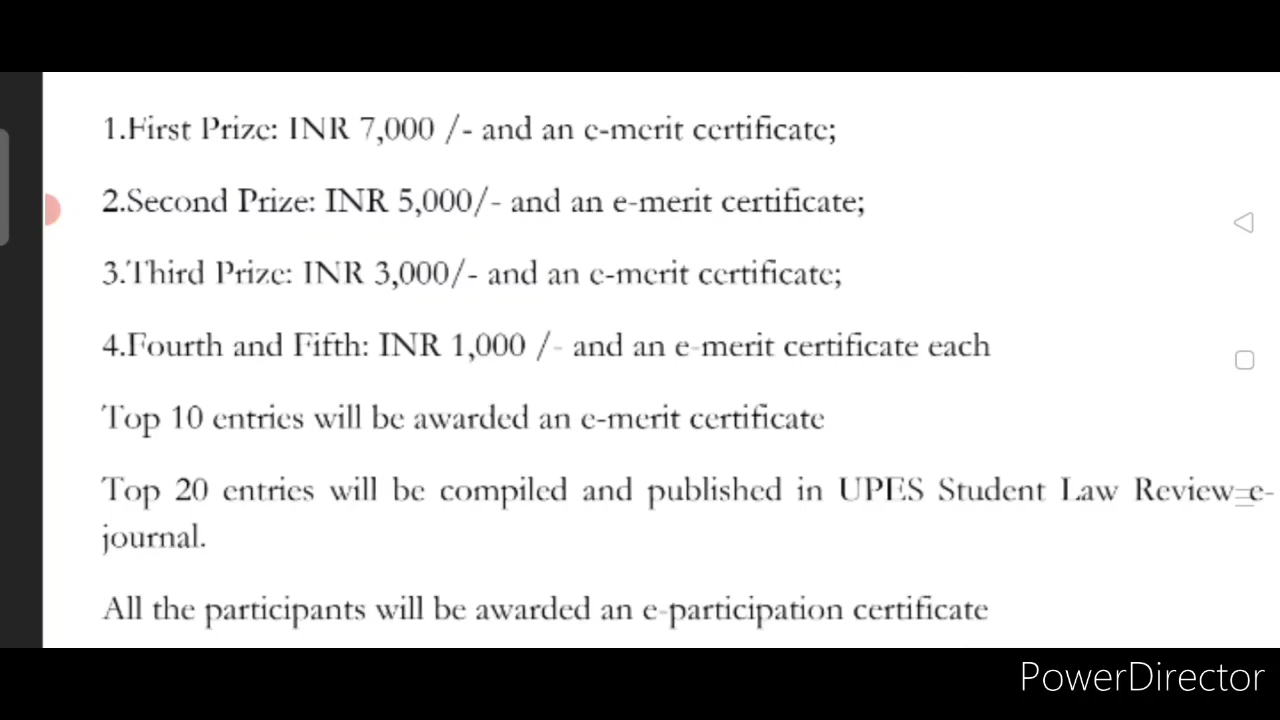 1.First Prize: INR 7,000 /- and an e-merit certificate;
2.Second Prize: INR 5,000/- and an e-merit certificate;
3.Third Prize: INR 3,000/- and an e-merit certificate;
4.Fourth and Fifth: INR 1,000 /- and an e-merit certificate each
Top 10 entries will be awarded an e-merit certificate
Top 20 entries will be compiled and published in UPES Student Law Review e-
journal.
All the participants will be awarded an e-participation certificate
PowerDirector